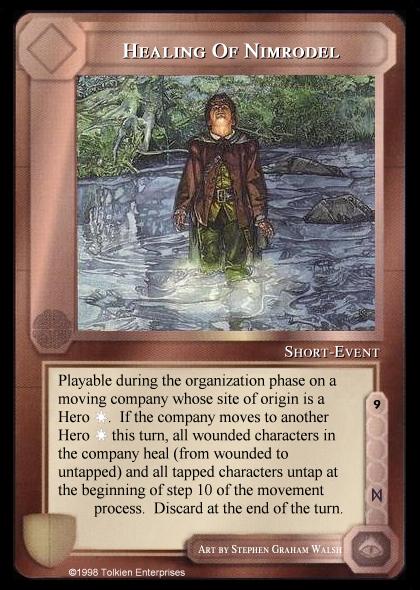 Healing Of Nimrodel
Short-Event
Playable during the organization phase on a
moving company whose site of origin is a
Hero ☀. If the company moves to another
Hero ☀ this turn, all wounded characters in
the company heal (from wounded to
untapped) and all tapped characters untap at
the beginning of step 10 of the movement
process. Discard at the end of the turn.
9
Art by Stephen Graham Walsh
©1998 Tolkien Enterprises